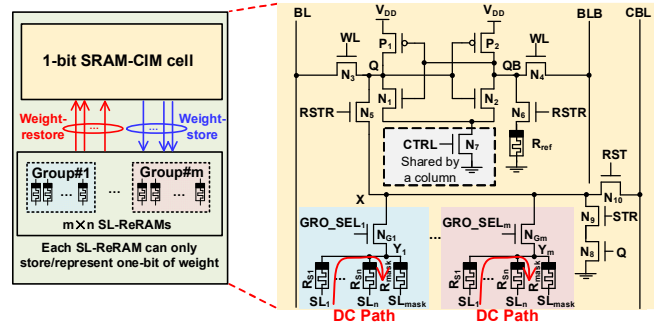 1-bit SRAM-CIM cell
Weight-restore
...
Weight-store
...
Group#1
...
...
Group#m
...
m×n SL-ReRAMs
Each SL-ReRAM can only
store/represent one-bit of weight
BL
VDD
VDD
BLB
CBL
P1
P2
WL
WL
Q
QB
N3
N4
RSTR
N5
N1
N2
N6
RSTR
CTRL
N7
Shared by
a column
Rref
X
RST
N10
N9
STR
N8
Q
GRO_SEL1
NG1
Y1
...
GRO_SELm
NGm
Ym
RS1
...
RSn
Rmask
RS1
...
RSn
Rmask
SL1
SLn
SLmask
SL1
SLn
SLmask
DC Path
DC Path